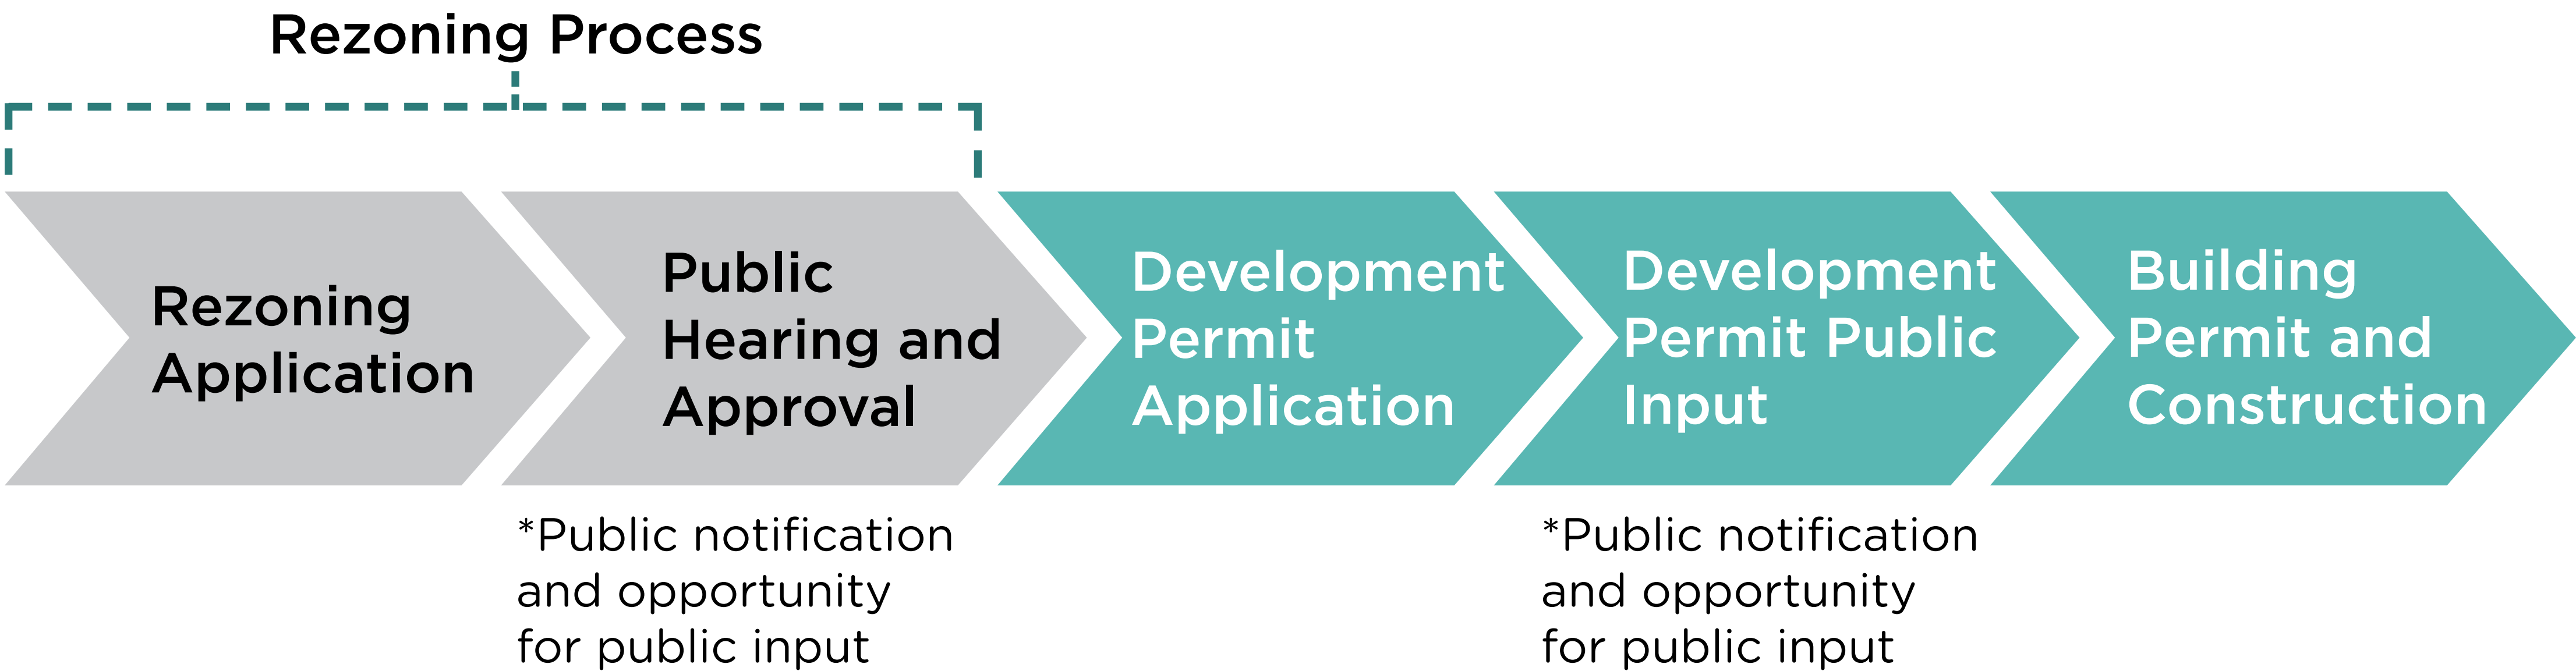 Rezoning Process
Rezoning
Application
Public
Hearing and
Approval
Development
Permit
Application
Development
Permit Public
Input
Building
Permit and
Construction
*Public notification
and opportunity
for public input
*Public notification
and opportunity
for public input